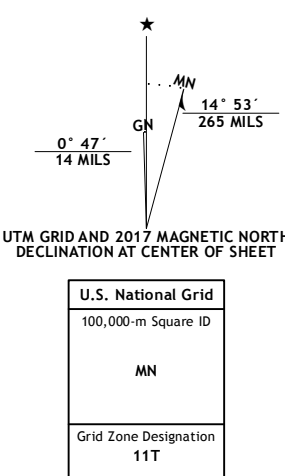 ★
MN
GN
14° 53´
265 MILS
0° 47´
14 MILS
UTM GRID AND 2017 MAGNETIC NORTH
DECLINATION AT CENTER OF SHEET
U.S. National Grid
100,000-m Square ID
MN
Grid Zone Designation
11T